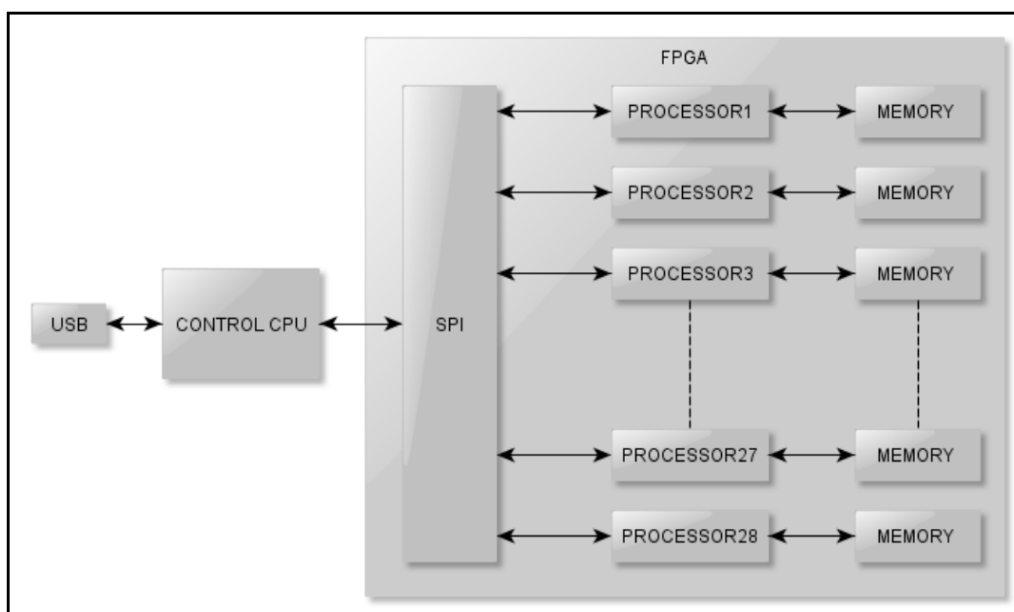 FPGA
PROCESSOR1 MEMORY
PROCESSOR2 MEMORY
PROCESSOR3 MEMORY
USB CONTROL CPU SPI
PROCESSOR27 MEMORY
PROCESSOR28 MEMORY